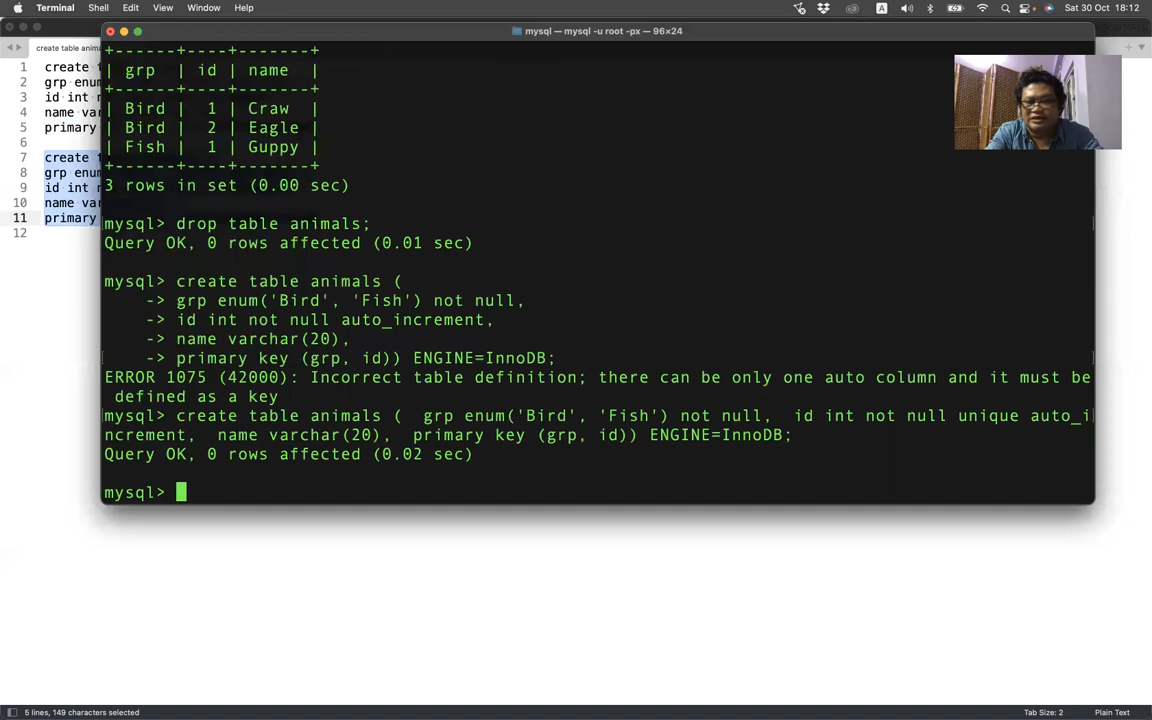 Terminal Shell Edit View Window Help
A
Sat 30 Oct 18:12
mysql — mysql -u root -px — 96×24
create table anima
1 create t
2 grp enum
3 id int n
4 name var
5 primary
6
7 create t
8 grp enum
9 id int n
10 name va
11 primary
12
+------+----+-------+
| grp | id | name |
+------+----+-------+
| Bird | 1 | Craw |
| Bird | 2 | Eagle |
| Fish | 1 | Guppy |
+------+----+-------+
3 rows in set (0.00 sec)
mysql> drop table animals;
Query OK, 0 rows affected (0.01 sec)
mysql> create table animals (
-> grp enum('Bird', 'Fish') not null,
-> id int not null auto_increment,
-> name varchar(20),
-> primary key (grp, id)) ENGINE=InnoDB;
ERROR 1075 (42000): Incorrect table definition; there can be only one auto column and it must be
defined as a key
mysql> create table animals ( grp enum('Bird', 'Fish') not null, id int not null unique auto_i
ncrement, name varchar(20), primary key (grp, id)) ENGINE=InnoDB;
Query OK, 0 rows affected (0.02 sec)
mysql>
5 lines, 149 characters selected
Tab Size: 2
Plain Text